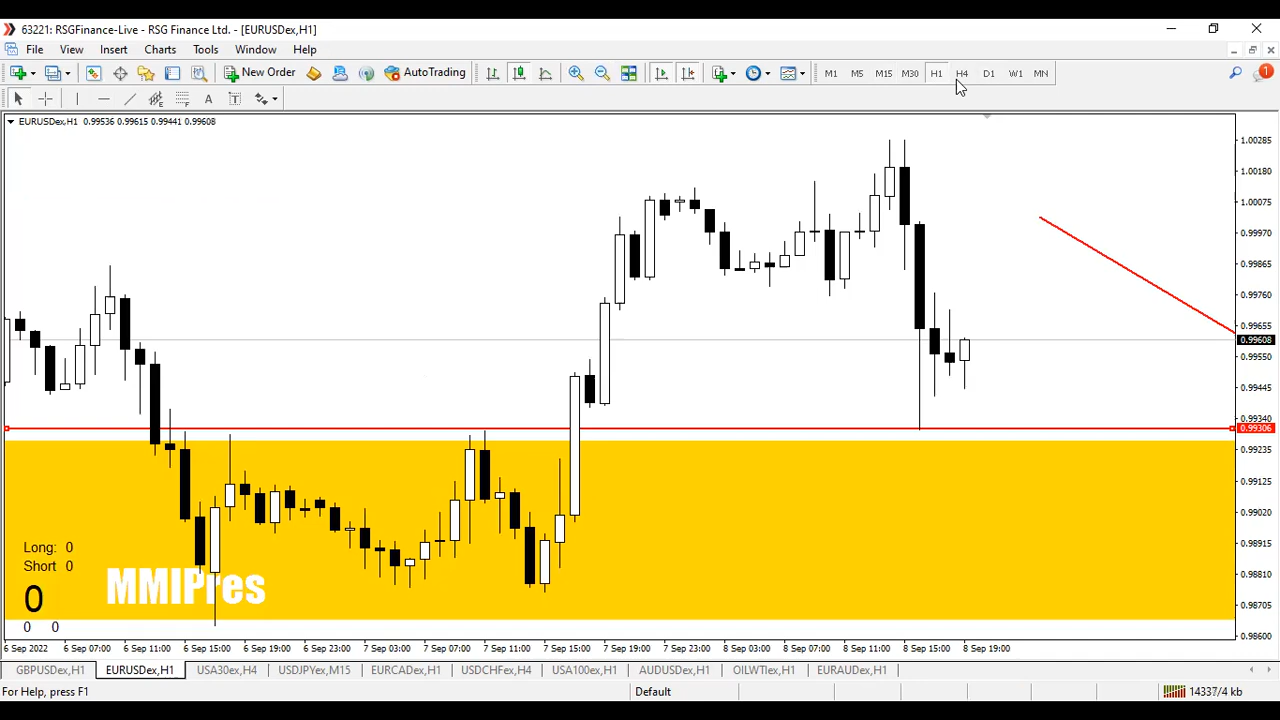 63221: RSGFinance-Live - RSG Finance Ltd. - [EURUSDex,H1]
File View Insert Charts Tools Window Help
New Order AutoTrading M1 M5 M15 M30 H1 H4 D1 W1 MN 1
A T
EURUSDex,H1 0.99536 0.99615 0.99441 0.99608
1.00285
1.00180
1.00075
0.99970
0.99865
0.99760
0.99655
0.99608
0.99550
0.99445
0.99340
0.99306
0.99235
0.99125
0.99020
0.98915
0.98810
0.98705
0.98600
Long: 0
Short 0
0
0 0
MMIPres
6 Sep 2022 6 Sep 07:00 6 Sep 11:00 6 Sep 15:00 6 Sep 19:00 6 Sep 23:00 7 Sep 03:00 7 Sep 07:00 7 Sep 11:00 7 Sep 15:00 7 Sep 19:00 7 Sep 23:00 8 Sep 03:00 8 Sep 07:00 8 Sep 11:00 8 Sep 15:00 8 Sep 19:00
GBPUSDex,H1 EURUSDex,H1 USA30ex,H4 USDJPYex,M15 EURCADex,H1 USDCHFex,H4 USA100ex,H1 AUDUSDex,H1 OILWTIex,H1 EURAUDex,H1
For Help, press F1 Default 14337/4 kb